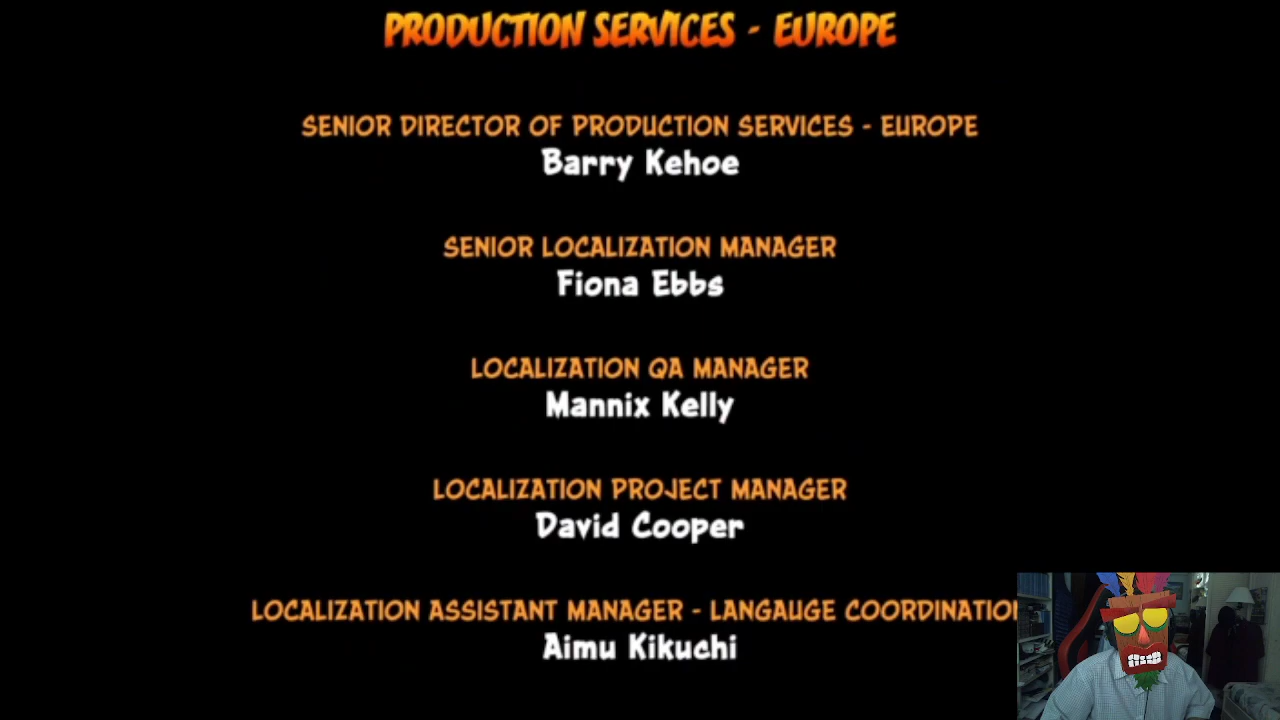 PRODUCTION SERVICES - EUROPE
SENIOR DIRECTOR OF PRODUCTION SERVICES - EUROPE
Barry Kehoe
SENIOR LOCALIZATION MANAGER
Fiona Ebbs
LOCALIZATION QA MANAGER
Mannix Kelly
LOCALIZATION PROJECT MANAGER
David Cooper
LOCALIZATION ASSISTANT MANAGER - LANGAUGE COORDINATION
Aimu Kikuchi